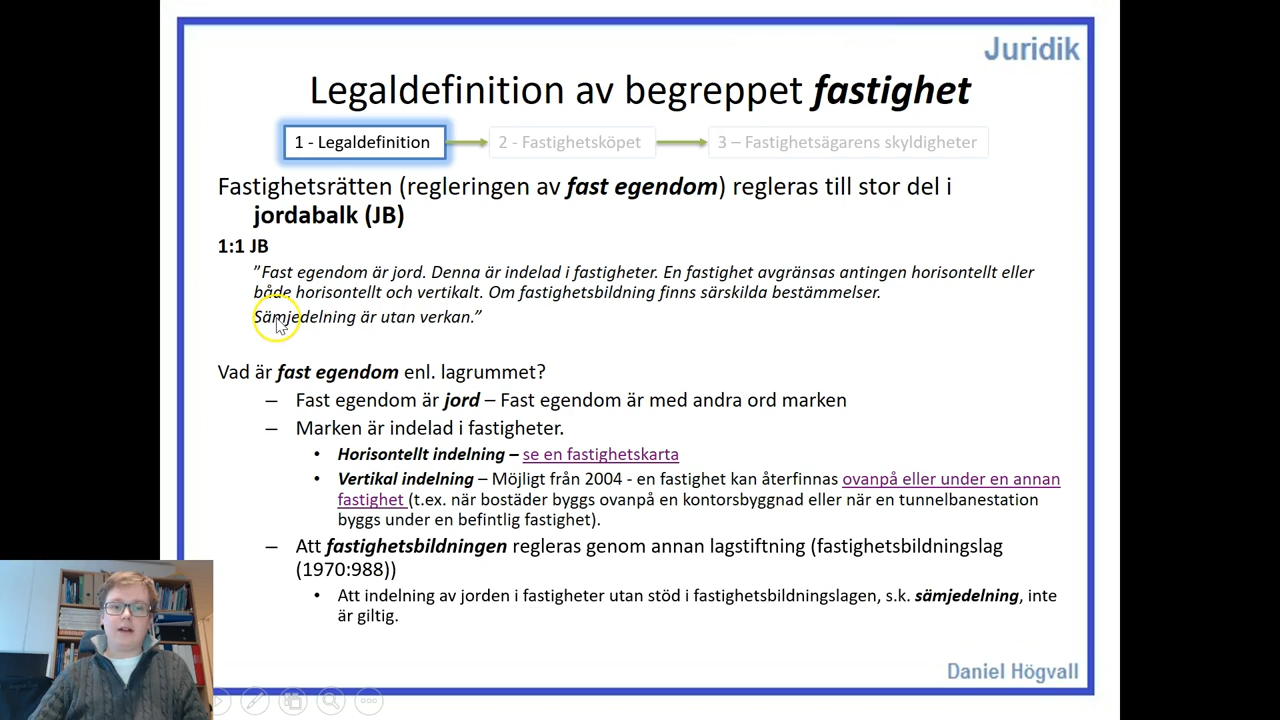 Juridik
Legaldefinition av begreppet fastighet
1 - Legaldefinition
2 - Fastighetsköpet
3 – Fastighetsägarens skyldigheter
Fastighetsrätten (regleringen av fast egendom) regleras till stor del i
jordabalk (JB)
1:1 JB
”Fast egendom är jord. Denna är indelad i fastigheter. En fastighet avgränsas antingen horisontellt eller
både horisontellt och vertikalt. Om fastighetsbildning finns särskilda bestämmelser.
Sämjedelning är utan verkan.”
Vad är fast egendom enl. lagrummet?
– Fast egendom är jord – Fast egendom är med andra ord marken
– Marken är indelad i fastigheter.
• Horisontellt indelning – se en fastighetskarta
• Vertikal indelning – Möjligt från 2004 - en fastighet kan återfinnas ovanpå eller under en annan
fastighet (t.ex. när bostäder byggs ovanpå en kontorsbyggnad eller när en tunnelbanestation
byggs under en befintlig fastighet).
– Att fastighetsbildningen regleras genom annan lagstiftning (fastighetsbildningslag
(1970:988))
• Att indelning av jorden i fastigheter utan stöd i fastighetsbildningslagen, s.k. sämjedelning, inte
är giltig.
Daniel Högvall